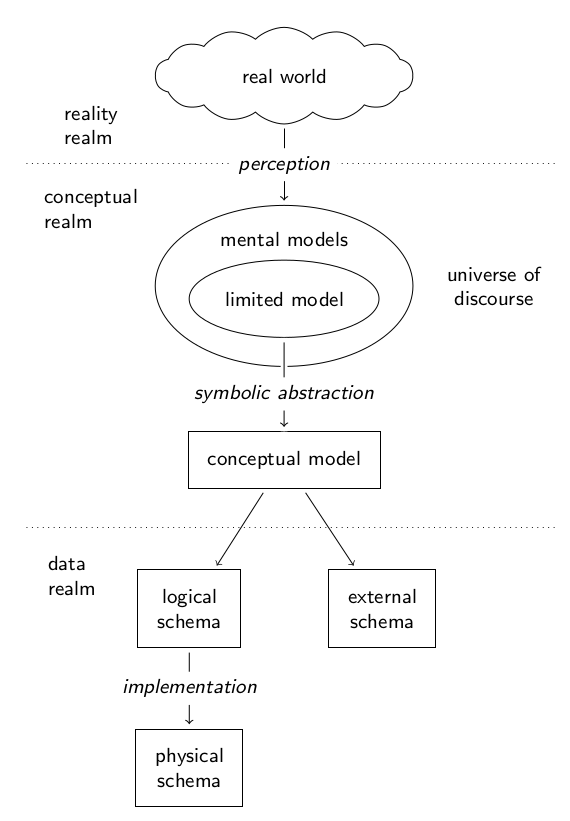 real world
reality
realm
perception
conceptual
realm
mental models
universe of
discourse
limited model
symbolic abstraction
conceptual model
data
realm
logical
schema
external
schema
implementation
physical
schema